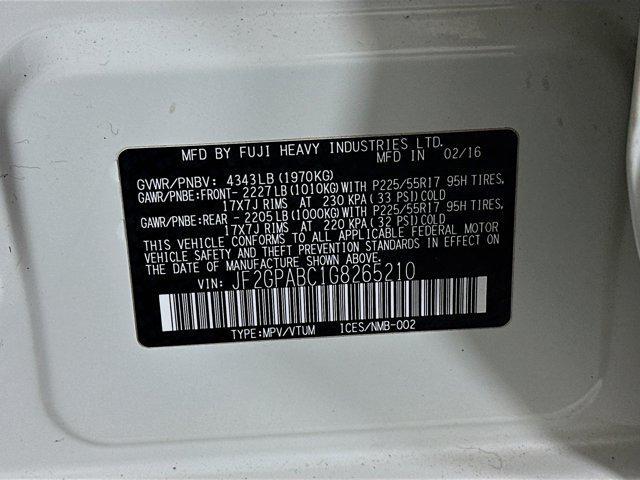 MFD BY FUJI HEAVY INDUSTRIES LTD.
MFD IN 02/16
GVWR/PNBV: 4343LB (1970KG)
GAWR/PNBE:FRONT- 2227LB (1010KG)WITH P225/55R17 95H TIRES,
17X7J RIMS AT 230 KPA (33 PSI)COLD
GAWR/PNBE:REAR - 2205LB (1000KG)WITH P225/55R17 95H TIRES,
17X7J RIMS AT 220 KPA (32 PSI)COLD
THIS VEHICLE CONFORMS TO ALL APPLICABLE FEDERAL MOTOR
VEHICLE SAFETY AND THEFT PREVENTION STANDARDS IN EFFECT ON
THE DATE OF MANUFACTURE SHOWN ABOVE.
VIN: JF2GPABC1G8265210
TYPE:MPV/VTUM ICES/NMB-002